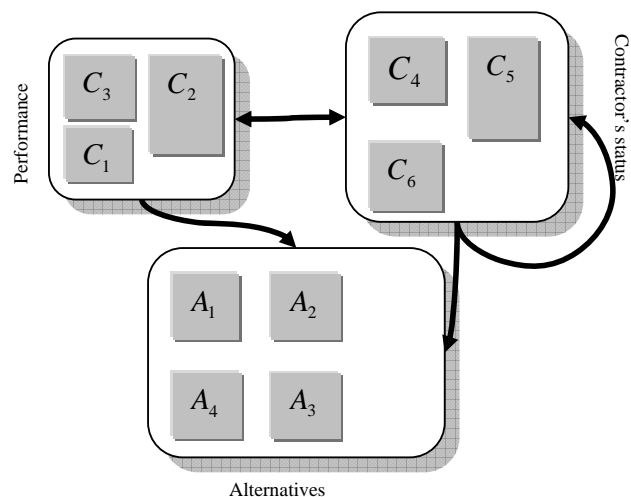 Performance
C3
C2
C1
C4
C5
C6
Contractor's status
A1
A2
A4
A3
Alternatives